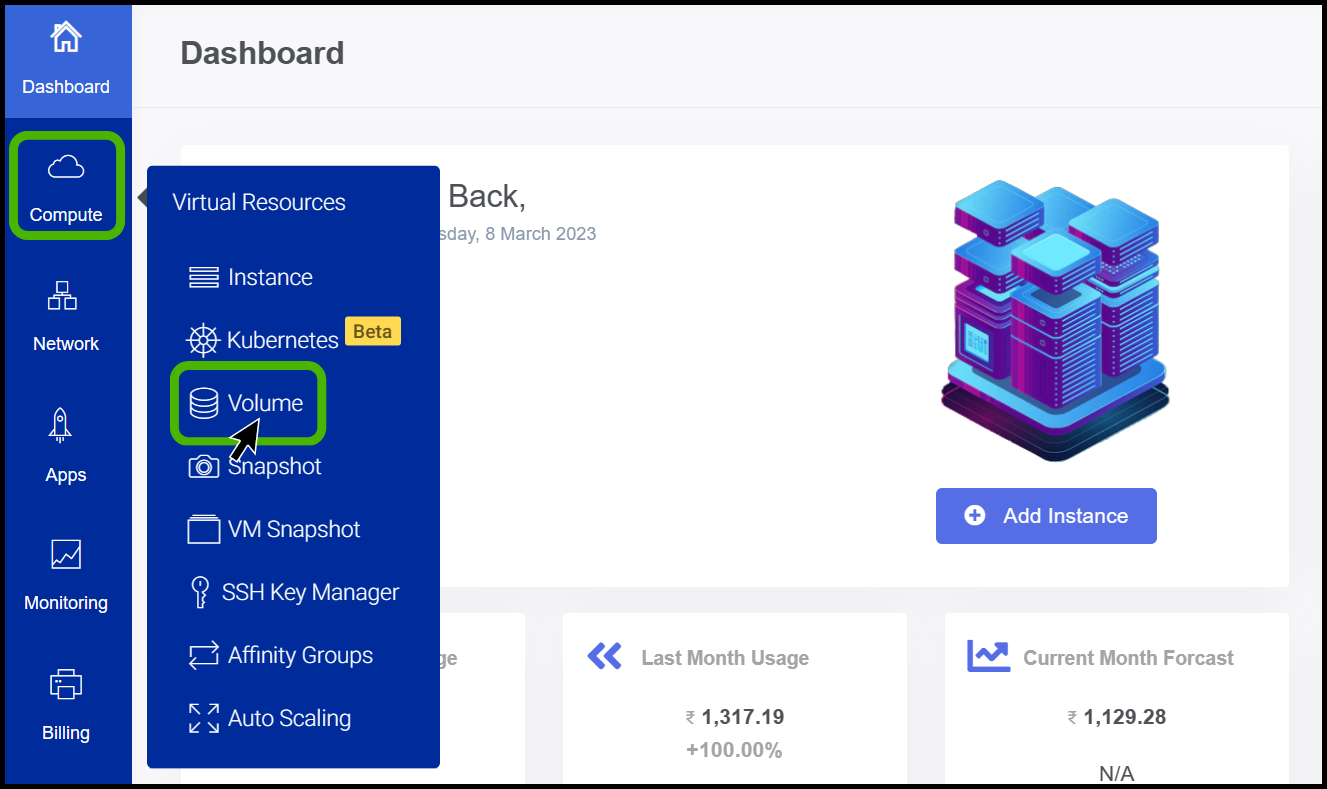 Dashboard
Dashboard
Compute
Network
Apps
Monitoring
Billing
Virtual Resources
Instance
Kubernetes Beta
Volume
Snapshot
VM Snapshot
SSH Key Manager
Affinity Groups
Auto Scaling
Back,
sday, 8 March 2023
Add Instance
Last Month Usage
₹ 1,317.19
+100.00%
Current Month Forcast
₹ 1,129.28
N/A